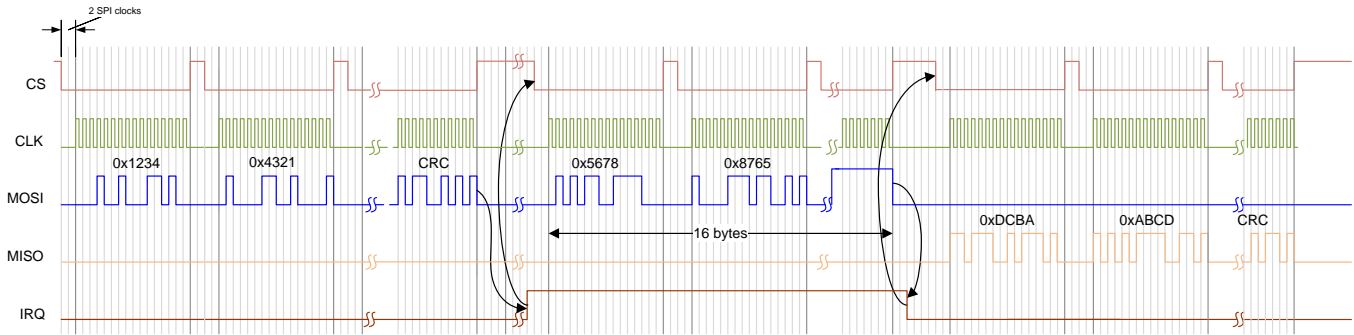 2 SPI clocks
CS
CLK
0x1234
0x4321
CRC
0x5678
0x8765
MOSI
16 bytes
0xDCBA
0xABCD
CRC
MISO
IRQ